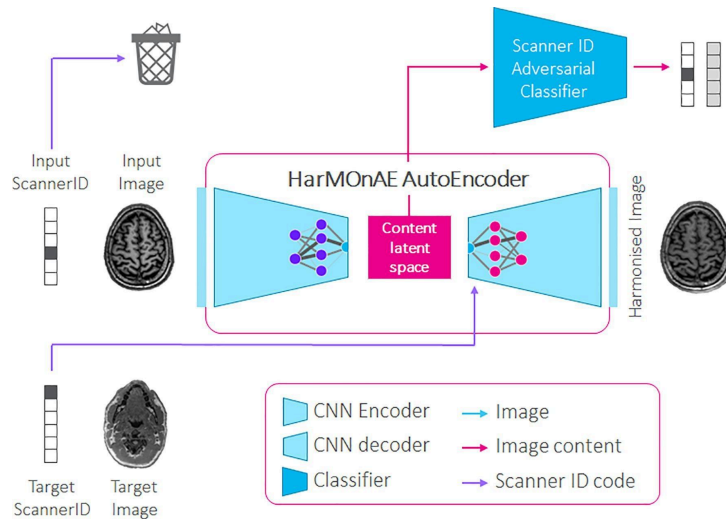 Scanner ID
Adversarial
Classifier
Input
ScannerID
Input
Image
HarMOnAE AutoEncoder
Content
latent
space
Harmonised Image
Target
ScannerID
Target
Image
CNN Encoder
Image
CNN decoder
Image content
Classifier
Scanner ID code